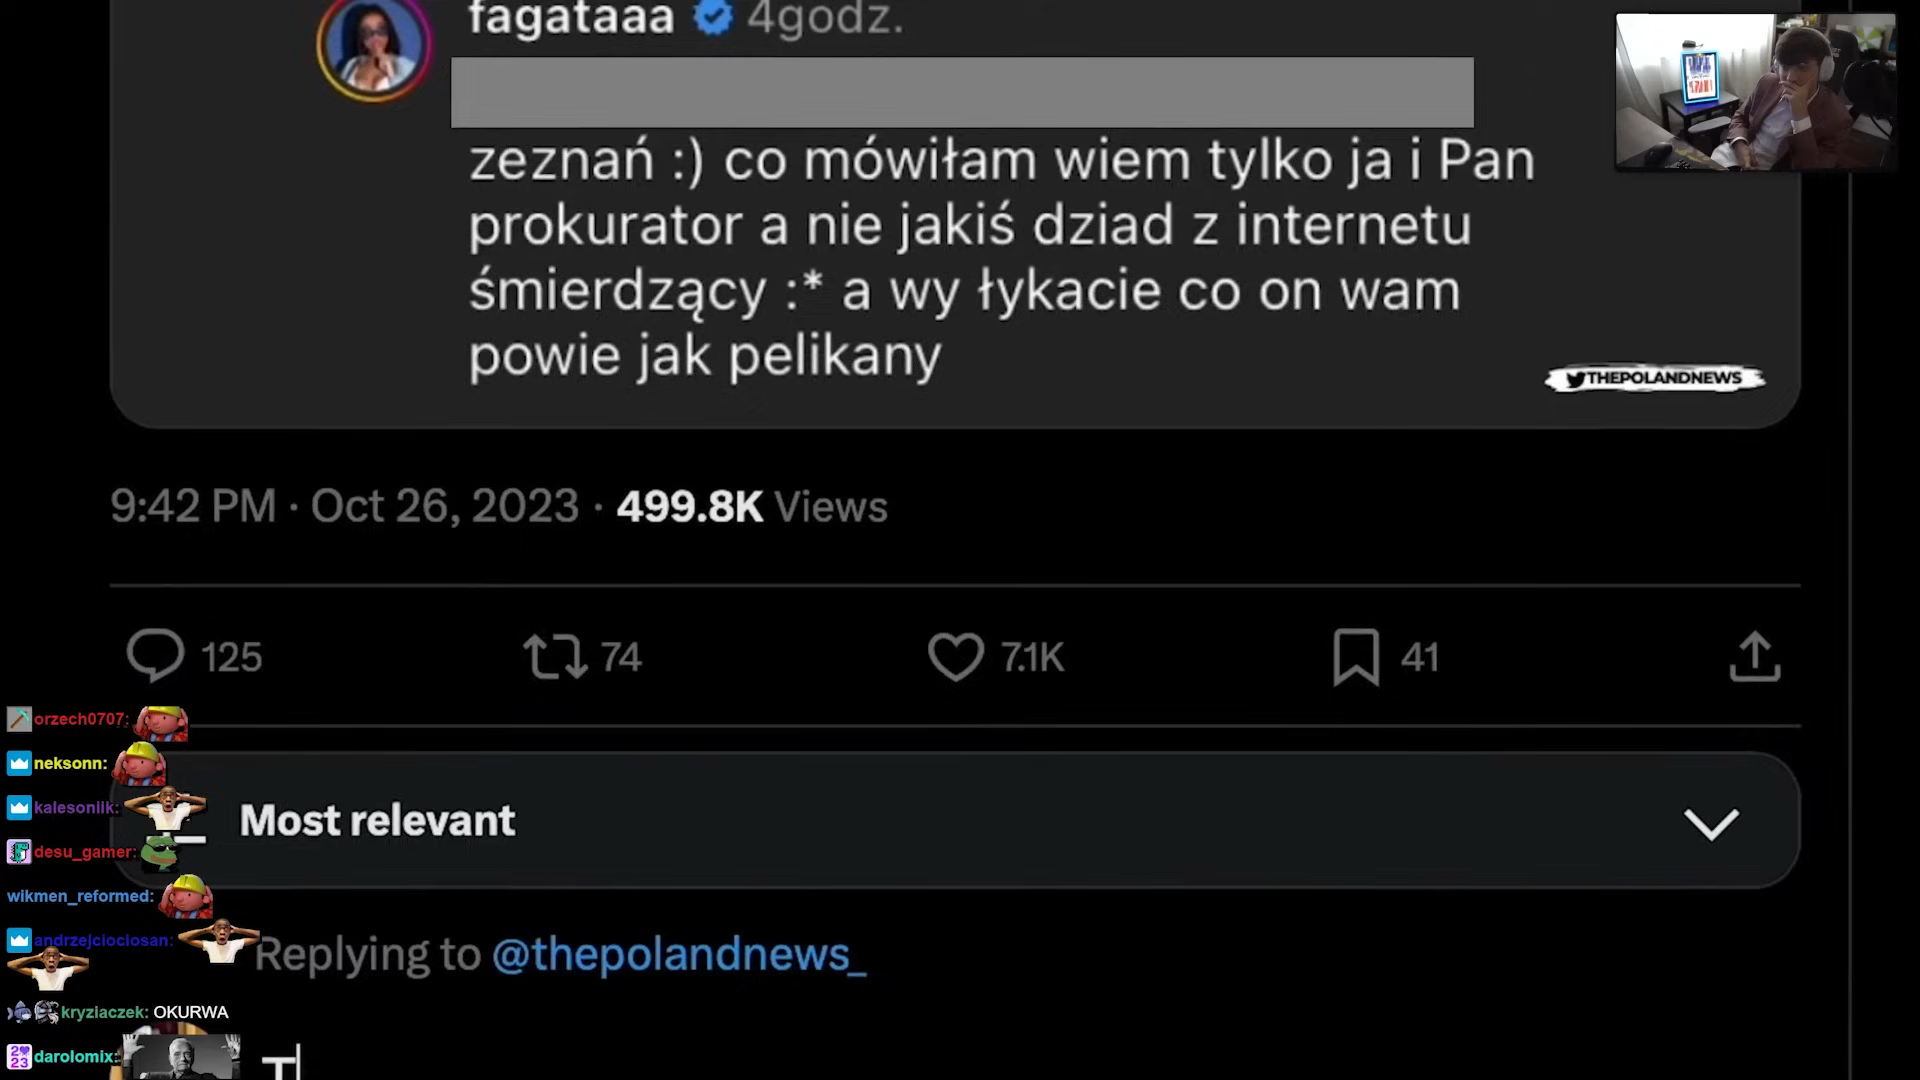 fagataaa 4godz.
zeznań :) co mówiłam wiem tylko ja i Pan
prokurator a nie jakiś dziad z internetu
śmierdzący :* a wy łykacie co on wam
powie jak pelikany
THEPOLANDNEWS
9:42 PM · Oct 26, 2023 · 499.8K Views
125 74 7.1K 41
Most relevant
Replying to @thepolandnews_
orzech0707:
neksonn:
kalesoniik:
desu_gamer:
wikmen_reformed:
andrzejciociosan:
kryziaczek: OKURWA
darolomix: